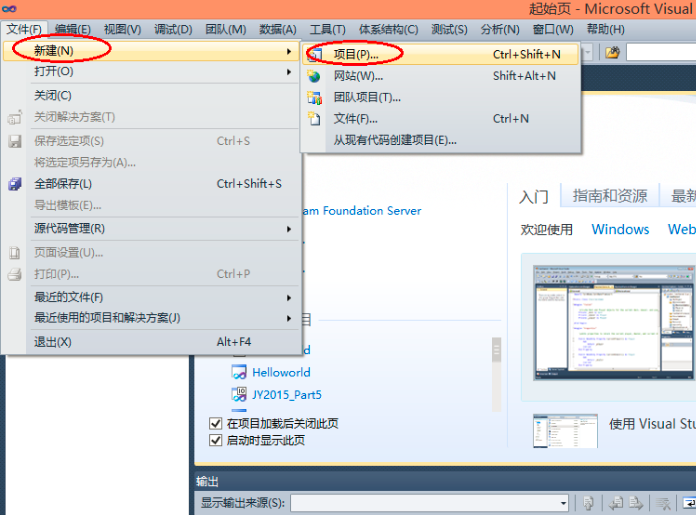 起始页 - Microsoft Visual
文件(F) 编辑(E) 视图(V) 调试(D) 团队(M) 数据(A) 工具(T) 体系结构(C) 测试(S) 分析(N) 窗口(W) 帮助(H)
新建(N)
项目(P)... Ctrl+Shift+N
打开(O)
网站(W)... Shift+Alt+N
关闭(C)
团队项目(T)...
关闭解决方案(T)
文件(F)... Ctrl+N
保存选定项(S) Ctrl+S
从现有代码创建项目(E)...
将选定项另存为(A)...
全部保存(L) Ctrl+Shift+S
导出模板(E)...
源代码管理(R)
页面设置(U)...
打印(P)... Ctrl+P
最近的文件(F)
最近使用的项目和解决方案(J)
退出(X) Alt+F4
am Foundation Server
入门 指南和资源 最新
欢迎使用 Windows Web
Helloworld
JY2015_Part5
在项目加载后关闭此页
启动时显示此页
使用 Visual Stu
输出
显示输出来源(S):